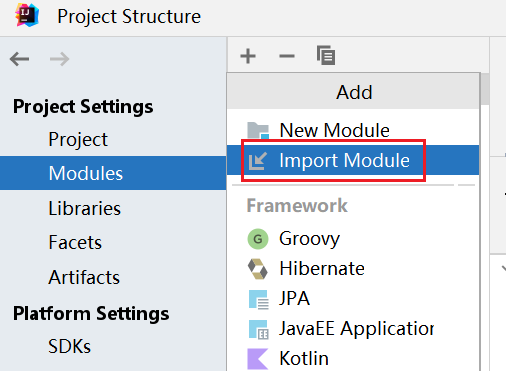 Project Structure
Project Settings
Project
Modules
Libraries
Facets
Artifacts
Platform Settings
SDKs
Add
New Module
Import Module
Framework
Groovy
Hibernate
JPA
JavaEE Application
Kotlin